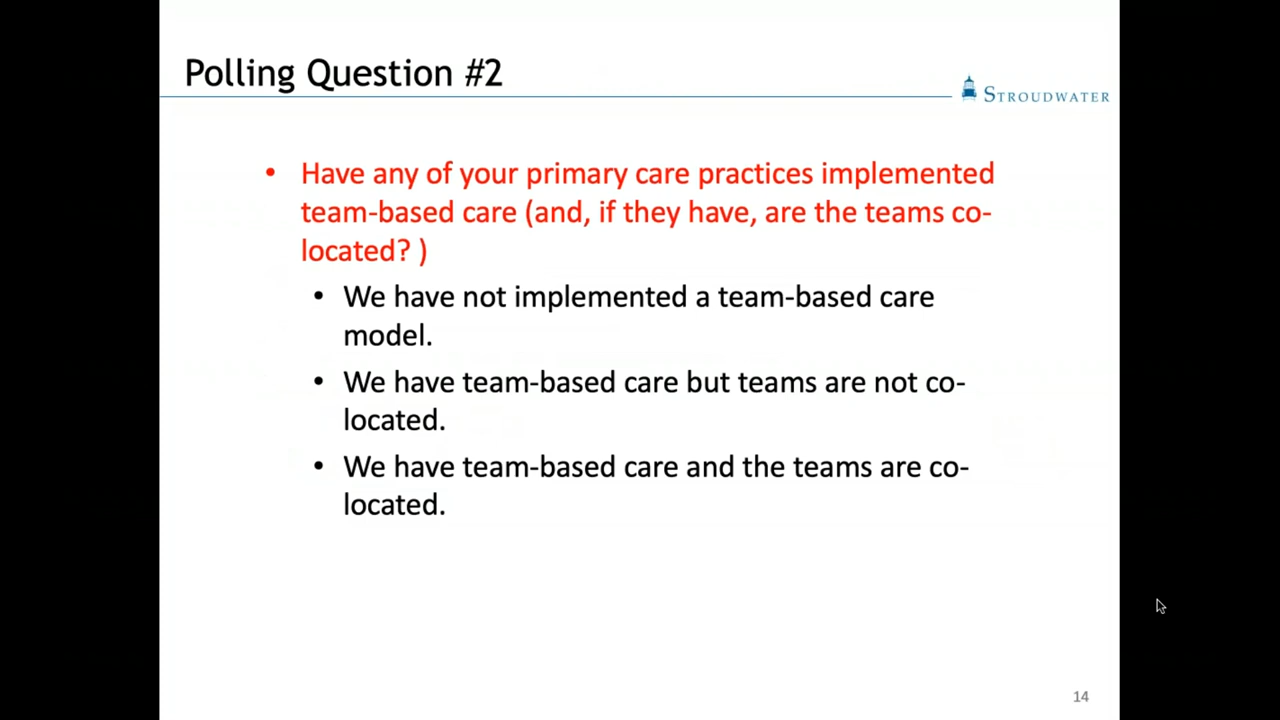 Polling Question #2
STROUDWATER
• Have any of your primary care practices implemented
team-based care (and, if they have, are the teams co-
located? )
• We have not implemented a team-based care
model.
• We have team-based care but teams are not co-
located.
• We have team-based care and the teams are co-
located.
14